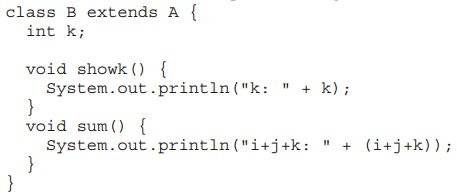 class B extends A {
  int k;

  void showk() {
    System.out.println("k: " + k);
  }
  void sum() {
    System.out.println("i+j+k: " + (i+j+k));
  }
}